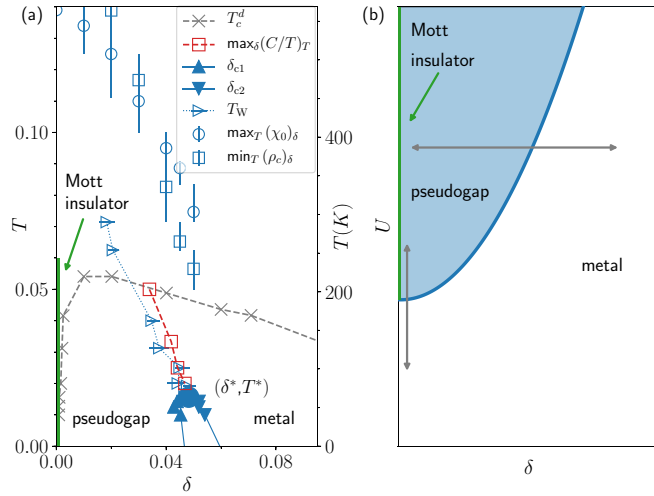 (a)
T_c^d
max_δ(C/T)_T
δ_c1
δ_c2
T_W
max_T(χ_0)_δ
min_T(ρ_c)_δ
Mott
insulator
0.10
0.05
0.00
T
400
200
0
T(K)
(δ*,T*)
pseudogap
metal
0.00
0.04
0.08
δ
(b)
Mott
insulator
pseudogap
metal
U
δ